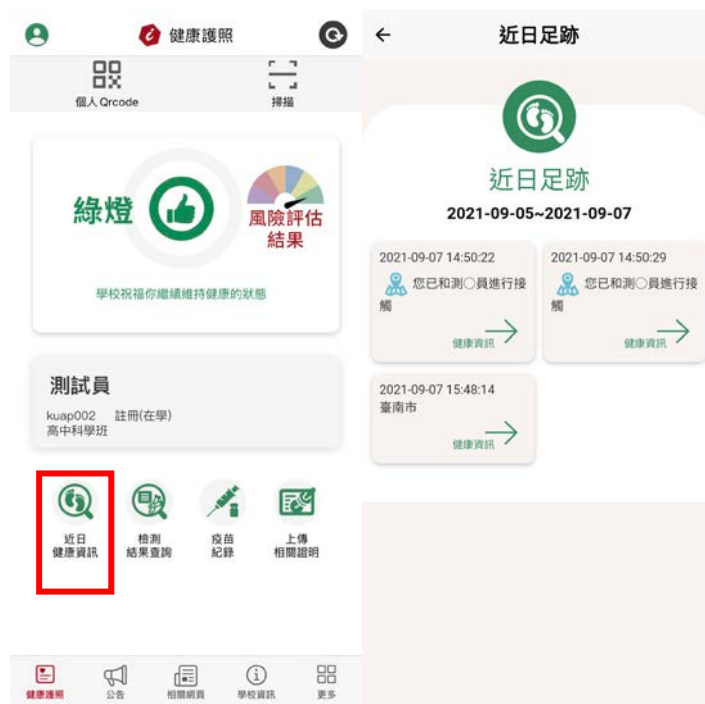 健康護照
個人 Qrcode
掃描
綠燈
風險評估
結果
學校祝福你繼續維持健康的狀態
測試員
kuap002 註冊(在學)
高中科學班
近日
健康資訊
檢測
結果查詢
疫苗
紀錄
上傳
相關證明
健康護照
公告
相關網頁
學校資訊
更多
近日足跡
近日足跡
2021-09-05~2021-09-07
2021-09-07 14:50:22
您已和測○員進行接
觸
健康資訊
2021-09-07 14:50:29
您已和測○員進行接
觸
健康資訊
2021-09-07 15:48:14
臺南市
健康資訊